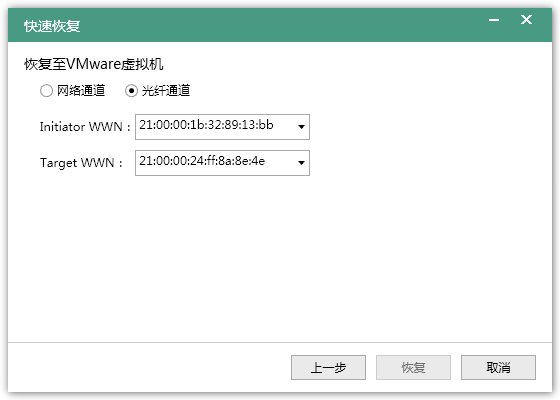 快速恢复
恢复至VMware虚拟机
网络通道 光纤通道
Initiator WWN： 21:00:00:1b:32:89:13:bb
Target WWN： 21:00:00:24:ff:8a:8e:4e
上一步 恢复 取消